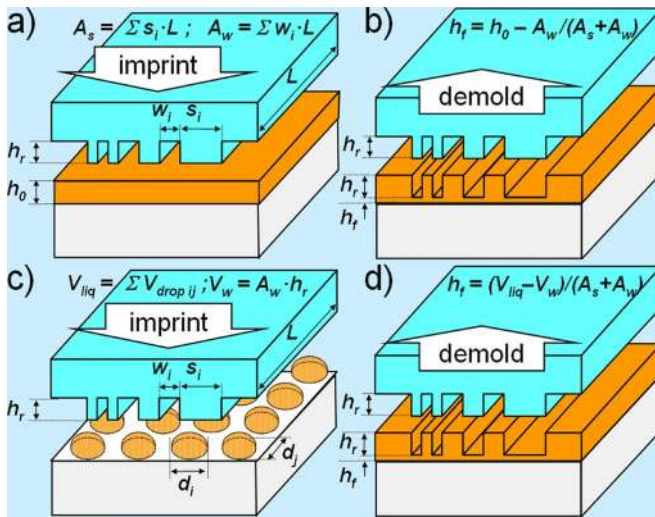 a) A_s = Σ s_i·L ; A_w = Σ w_i·L
imprint
L
w_i s_i
h_r
h_0
b) h_f = h_0 – A_w/(A_s+A_w)
demold
h_r
h_r
h_f
c) V_liq = Σ V_drop ij ; V_w = A_w·h_r
imprint
L
w_i s_i
h_r
d_j
d_i
d) h_f = (V_liq–V_w)/(A_s+A_w)
demold
h_r
h_r
h_f